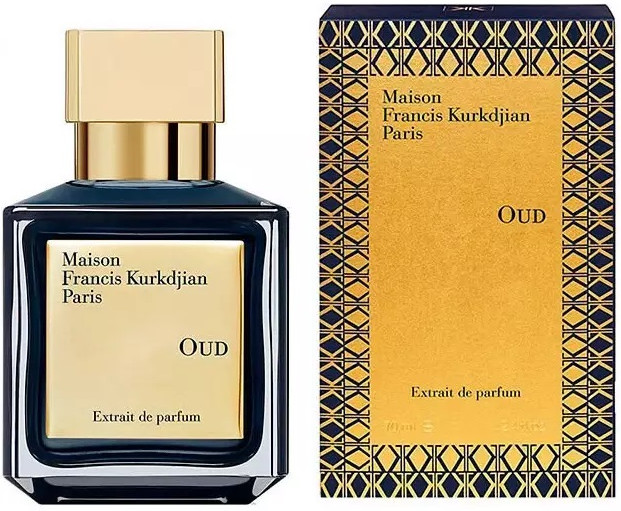 Maison
Francis Kurkdjian
Paris
OUD
Extrait de parfum
Maison
Francis Kurkdjian
Paris
OUD
Extrait de parfum